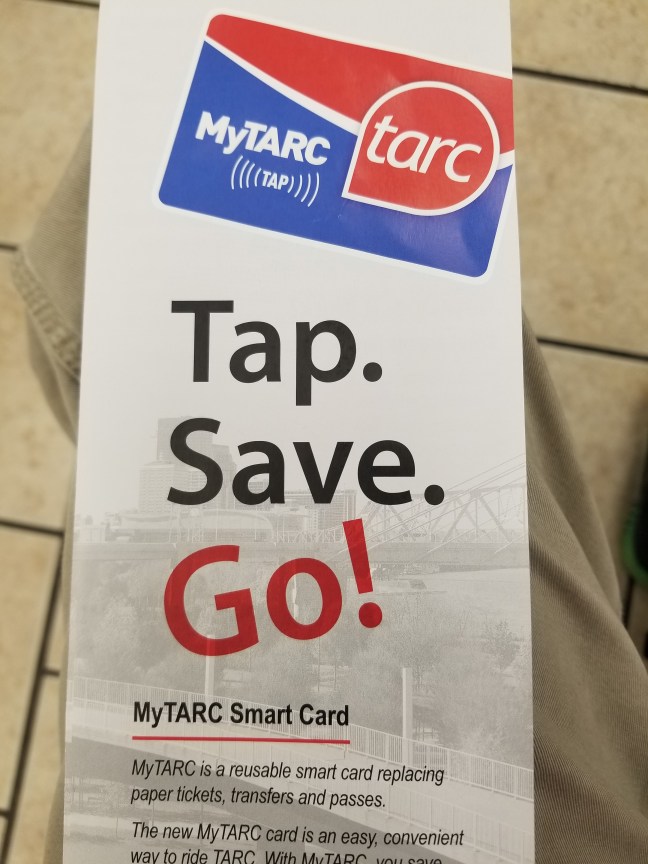 MyTARC
((((TAP))))
tarc
Tap.
Save.
Go!
MyTARC Smart Card
MyTARC is a reusable smart card replacing
paper tickets, transfers and passes.
The new MyTARC card is an easy, convenient
way to ride TARC. With MyTARC, you save